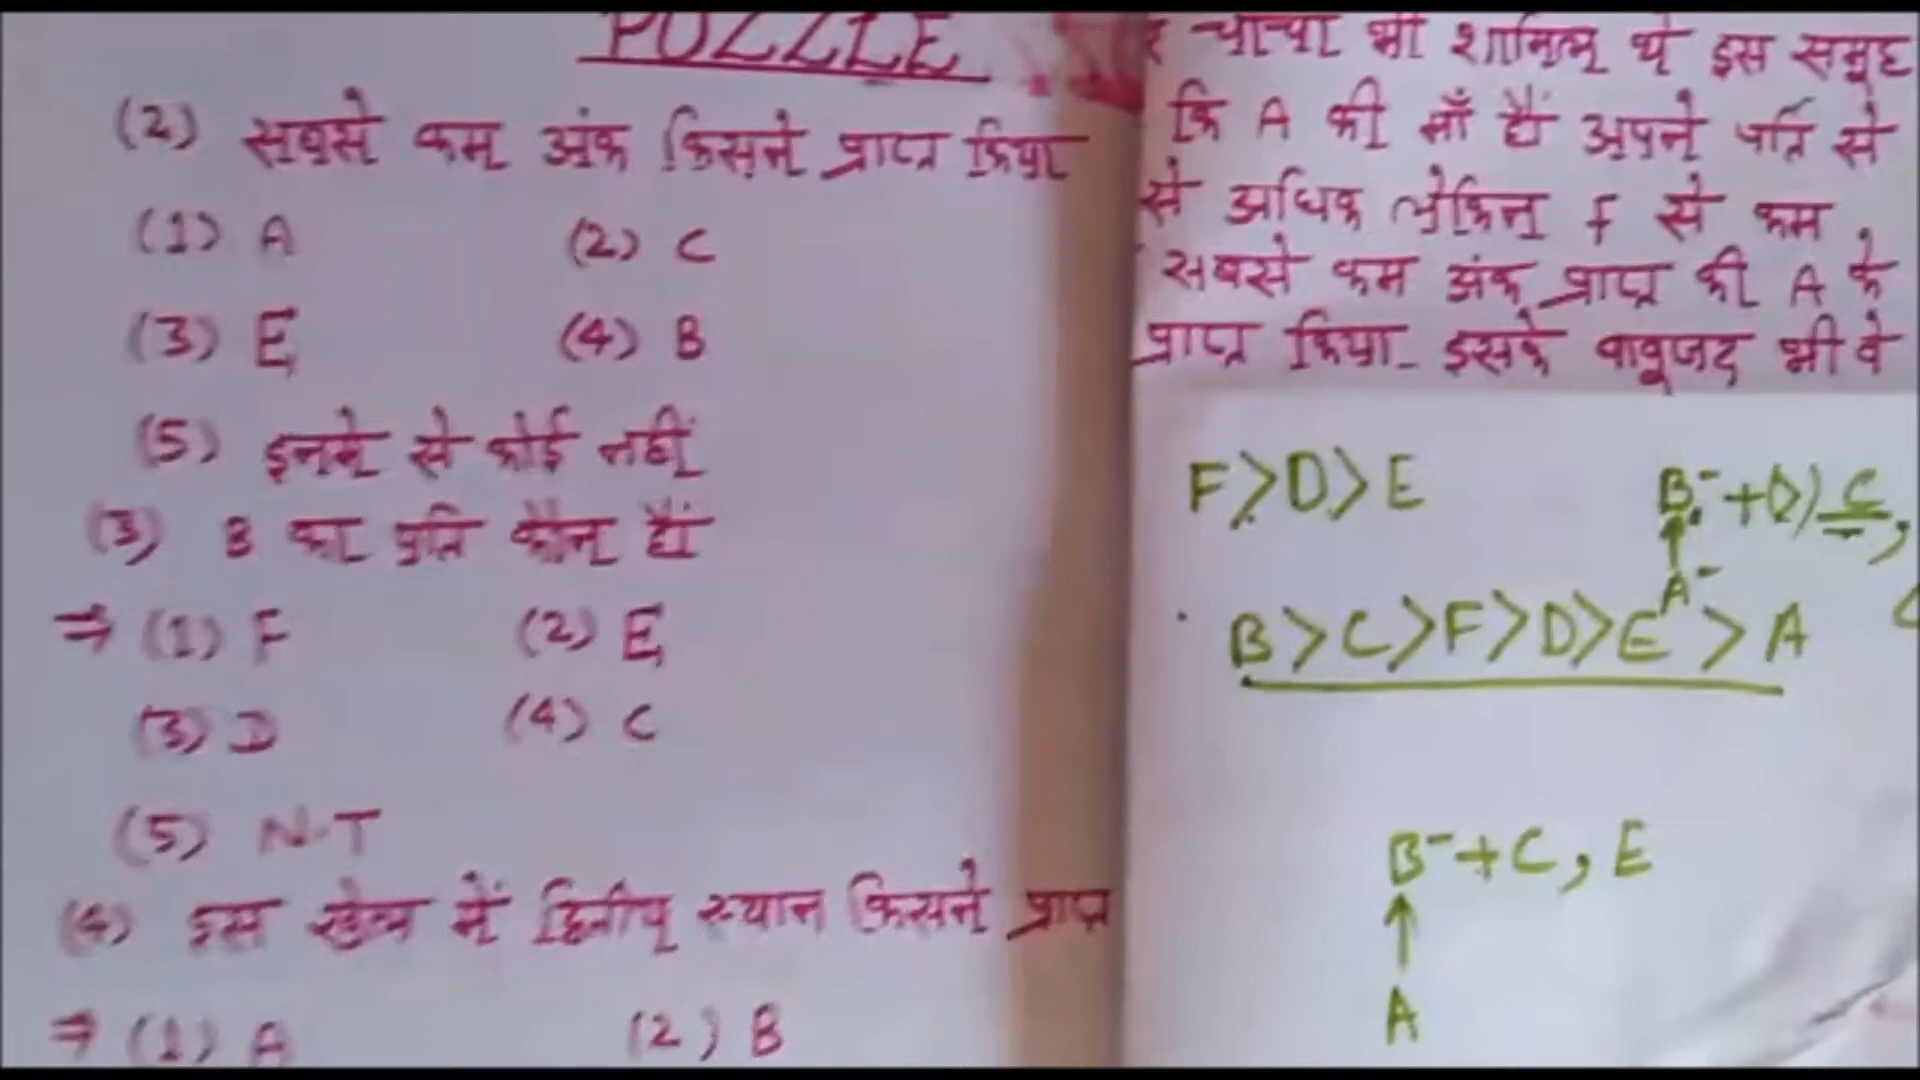 PUZZLE
(2) सबसे कम अंक किसने प्राप्त किया
(1) A (2) C
(3) E (4) B
(5) इनमे से कोई नहीं
(3) B का पति कौन हैं
⇒ (1) F (2) E
(3) D (4) C
(5) N.T
(4) इस खेल में द्वितीय स्थान किसने प्राप्त
⇒ (1) A (2) B
चाचा भी शामिल थे इस समूह
कि A की माँ हैं अपने पति से
से अधिक लेकिन F से कम
सबसे कम अंक प्राप्त की A के
प्राप्त किया इसके बावूजद भी वे
F>D>E B⁻+D) C,
A⁻
B>C>F>D>E > A
B⁻+C, E
↑
A